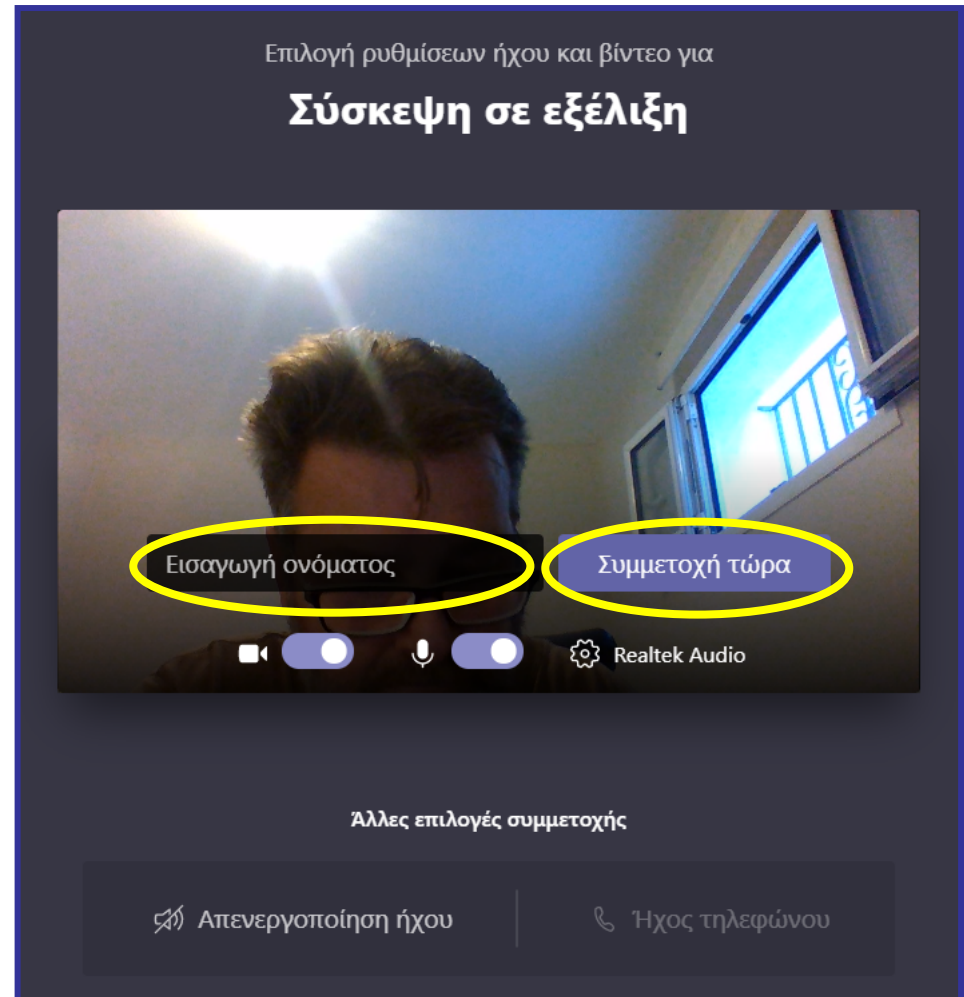 Επιλογή ρυθμίσεων ήχου και βίντεο για
Σύσκεψη σε εξέλιξη
Εισαγωγή ονόματος
Συμμετοχή τώρα
Realtek Audio
Άλλες επιλογές συμμετοχής
Απενεργοποίηση ήχου
Ήχος τηλεφώνου